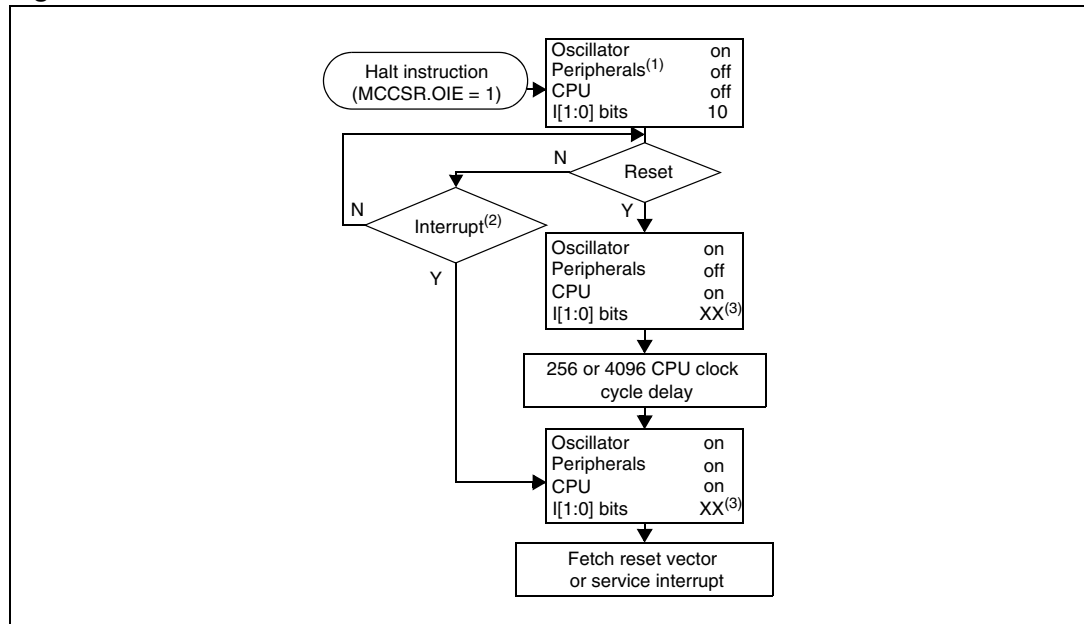 Halt instruction
(MCCSR.OIE = 1)
Oscillator on
Peripherals(1) off
CPU off
I[1:0] bits 10
N
Reset
N
Interrupt(2)
Y
Y
Oscillator on
Peripherals off
CPU on
I[1:0] bits XX(3)
256 or 4096 CPU clock
cycle delay
Oscillator on
Peripherals on
CPU on
I[1:0] bits XX(3)
Fetch reset vector
or service interrupt